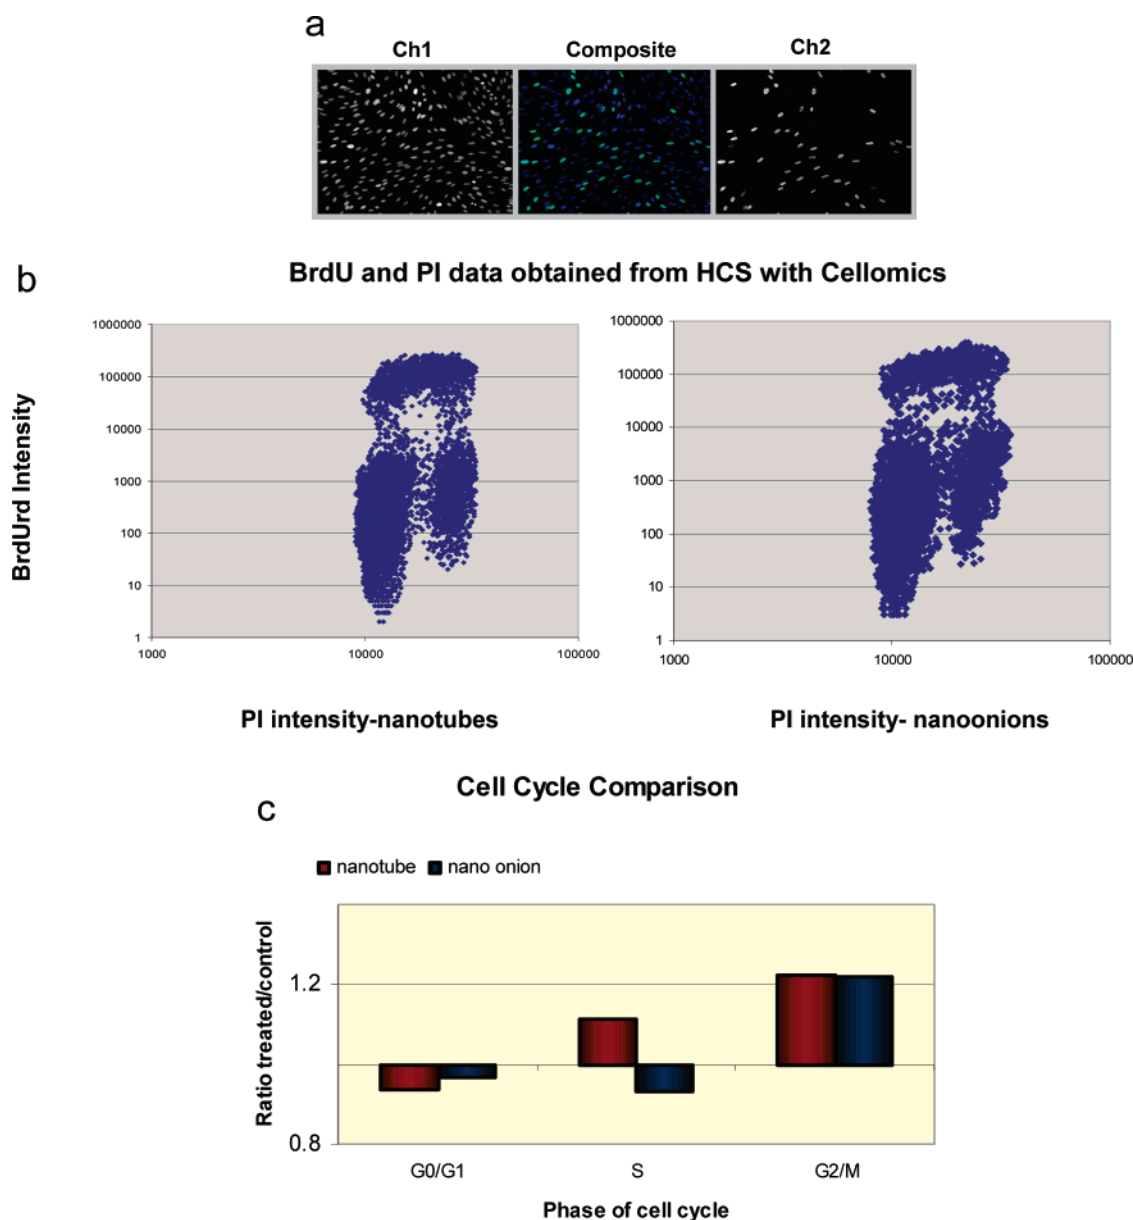 a
Ch1 Composite Ch2
b
BrdU and PI data obtained from HCS with Cellomics
BrdUrd Intensity
1000000
100000
10000
1000
100
10
1
1000 10000 100000
PI intensity-nanotubes
1000000
100000
10000
1000
100
10
1
1000 10000 100000
PI intensity- nanoonions
Cell Cycle Comparison
c
nanotube nano onion
Ratio treated/control
1.2
0.8
G0/G1 S G2/M
Phase of cell cycle